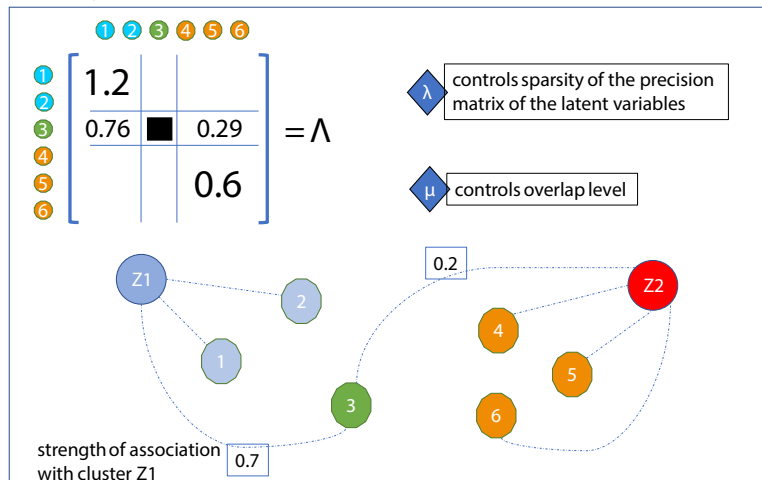 1 2 3 4 5 6
1
2
3
4
5
6
1.2
0.76 0.29
0.6
= Λ
λ controls sparsity of the precision
matrix of the latent variables
μ controls overlap level
Z1
2
1
3
0.2
Z2
4
5
6
strength of association
with cluster Z1
0.7